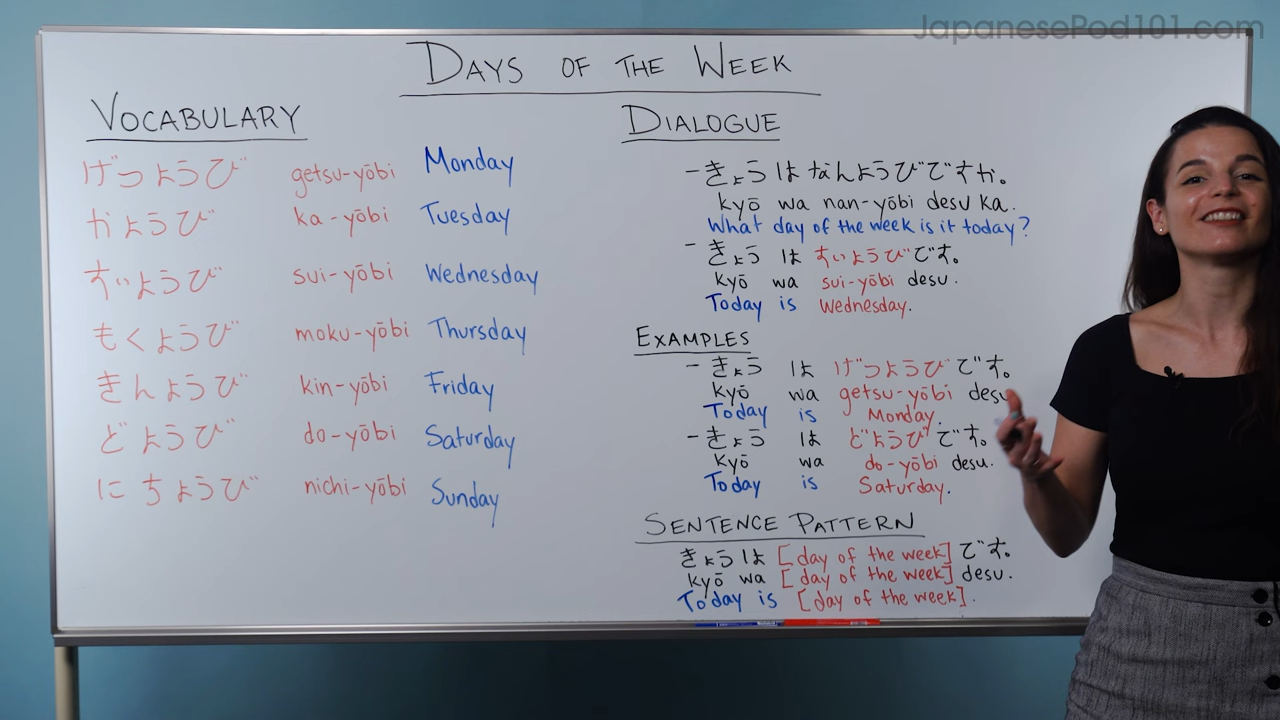 JapanesePod101.com
DAYS OF THE WEEK
VOCABULARY
げつようび getsu-yōbi Monday
かようび ka-yōbi Tuesday
すいようび sui-yōbi Wednesday
もくようび moku-yōbi Thursday
きんようび kin-yōbi Friday
どようび do-yōbi Saturday
にちようび nichi-yōbi Sunday
DIALOGUE
- きょうはなんようびですか。
kyō wa nan-yōbi desu ka.
What day of the week is it today?
- きょうはすいようびです。
kyō wa sui-yōbi desu.
Today is Wednesday.
EXAMPLES
- きょうはげつようびです。
kyō wa getsu-yōbi desu
Today is Monday.
- きょうはどようびです。
kyō wa do-yōbi desu.
Today is Saturday.
SENTENCE PATTERN
きょうは [day of the week] です。
kyō wa [day of the week] desu.
Today is [day of the week].